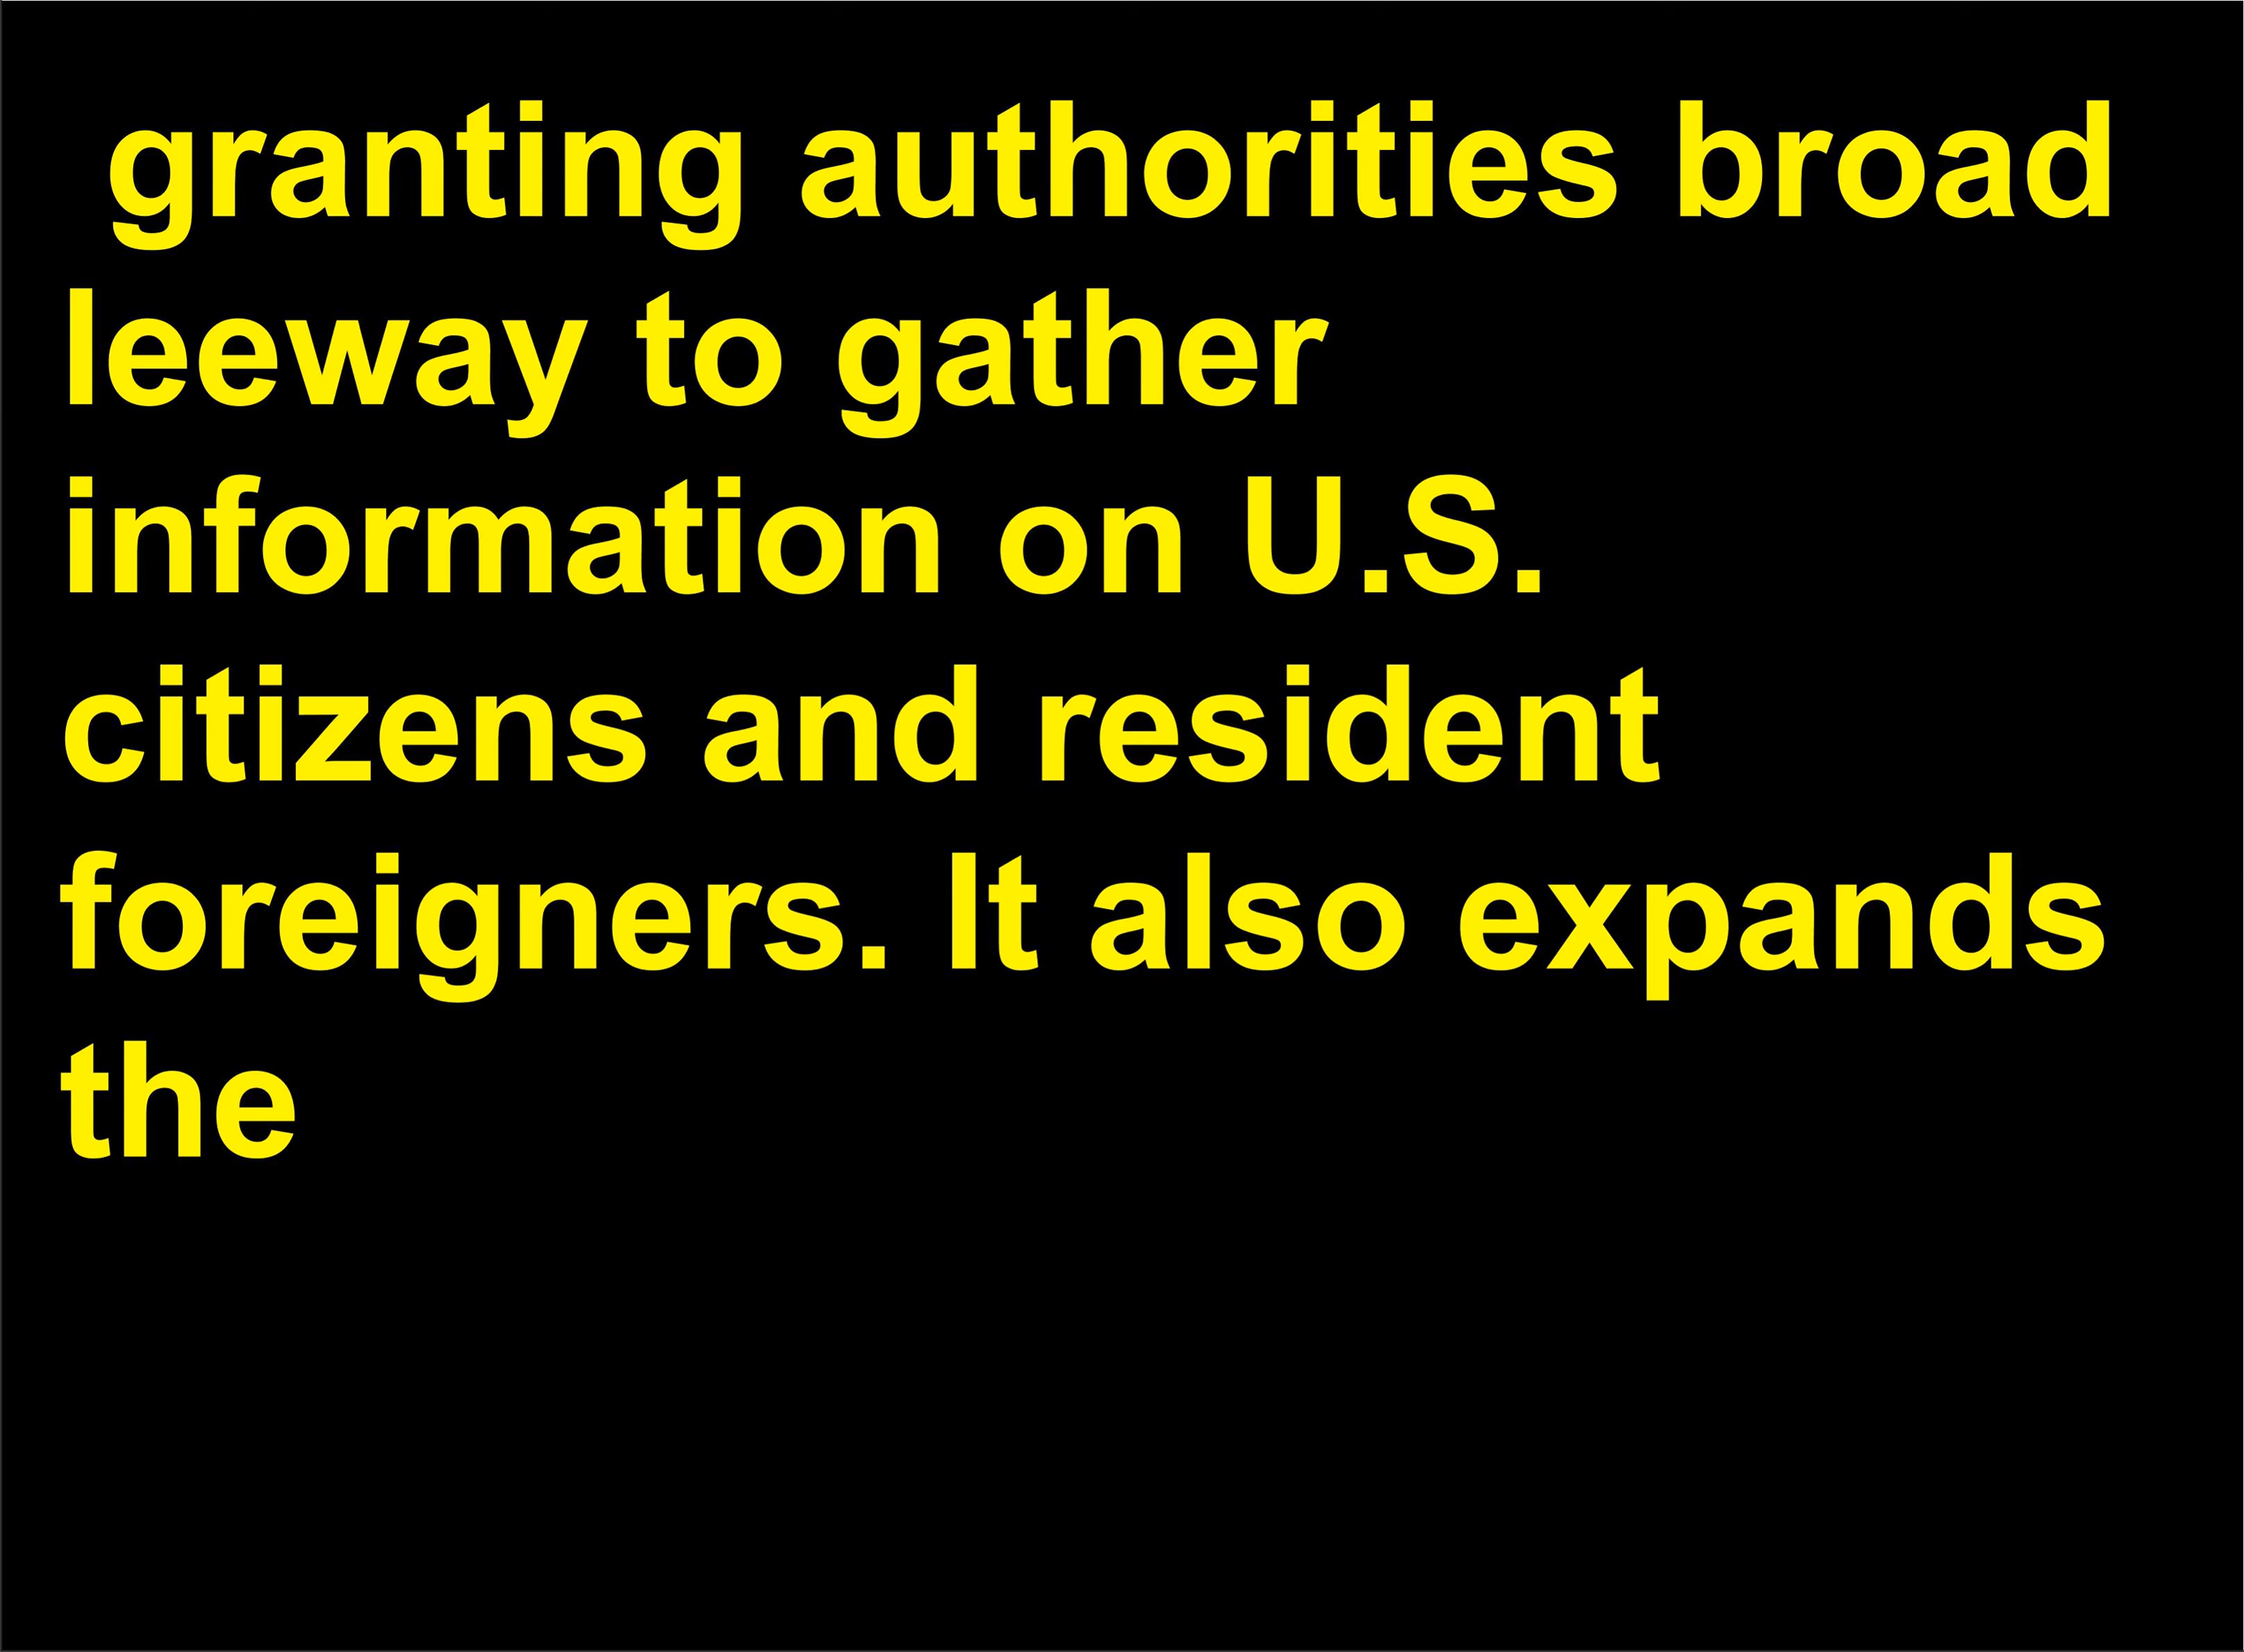 granting authorities broad
leeway to gather
information on U.S.
citizens and resident
foreigners. It also expands
the